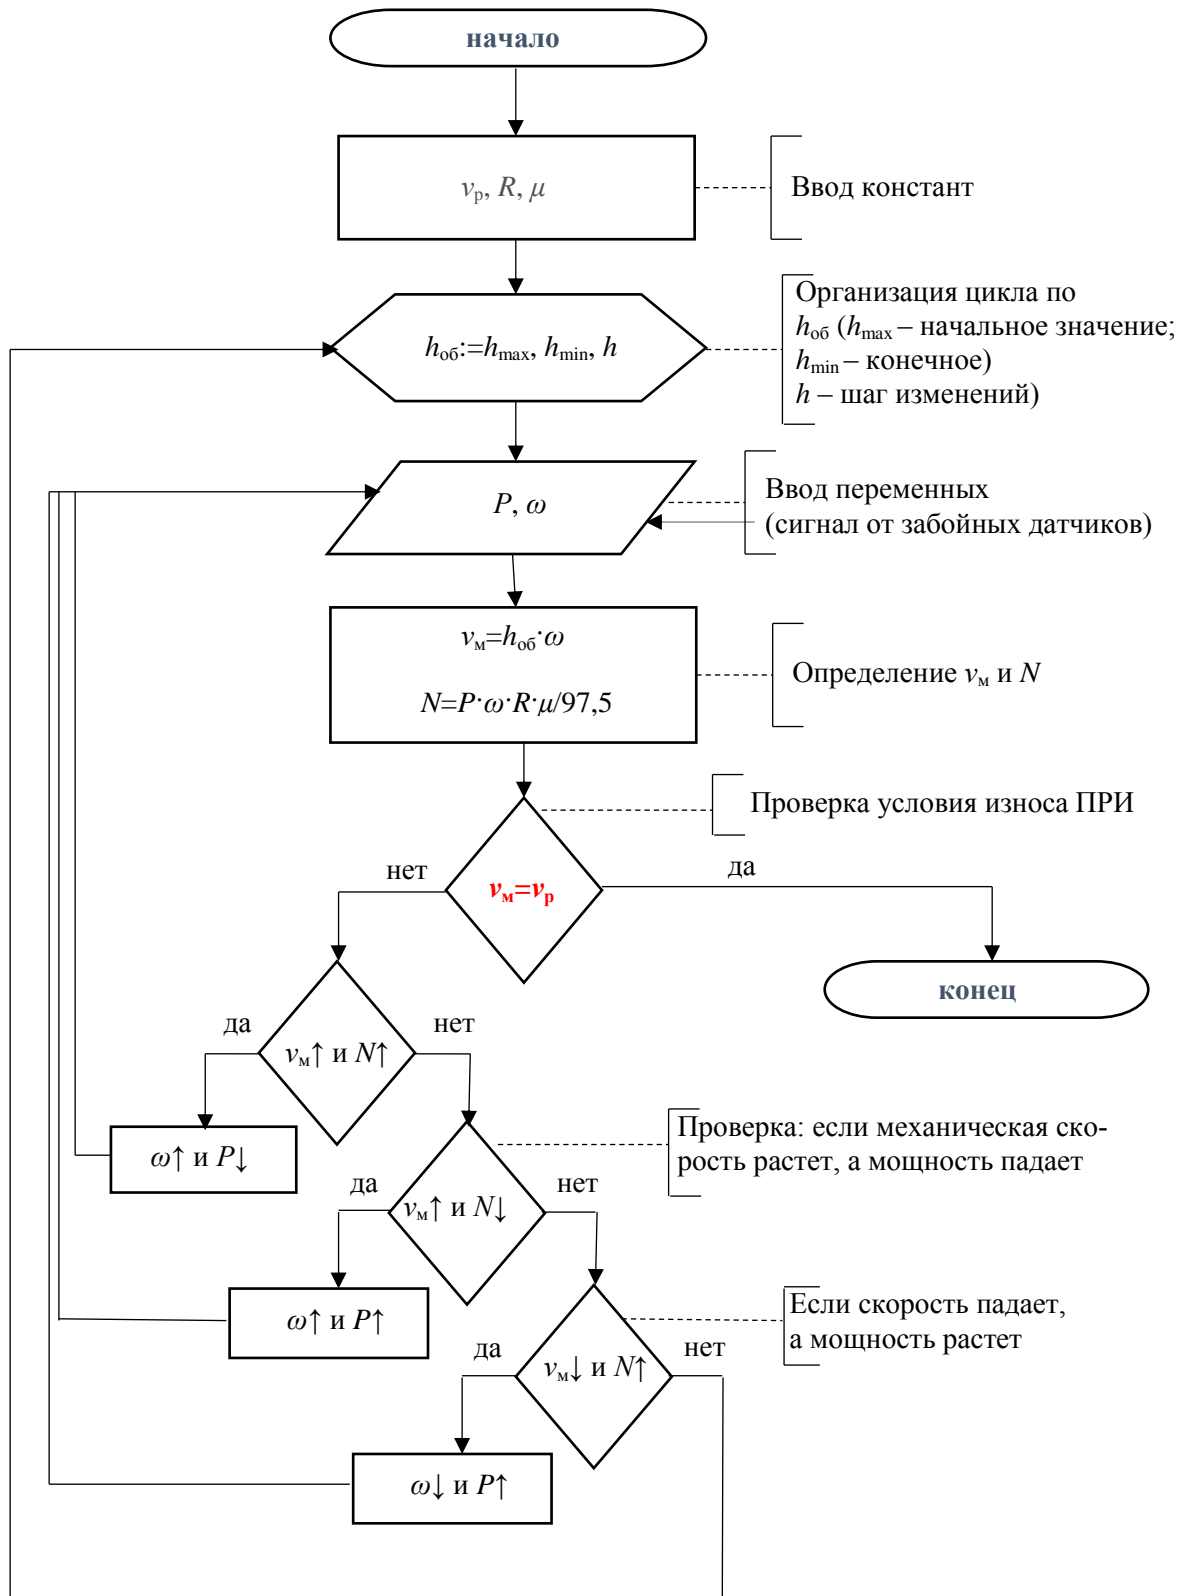 начало
vр, R, μ
Ввод констант
hоб:=hmax, hmin, h
Организация цикла по
hоб (hmax – начальное значение;
hmin – конечное)
h – шаг изменений)
P, ω
Ввод переменных
(сигнал от забойных датчиков)
vм=hоб·ω
N=P·ω·R·μ/97,5
Определение vм и N
Проверка условия износа ПРИ
нет
да
vм=vр
конец
да
нет
vм↑ и N↑
ω↑ и P↓
Проверка: если механическая ско-
рость растет, а мощность падает
да
нет
vм↑ и N↓
ω↑ и P↑
Если скорость падает,
а мощность растет
да
нет
vм↓ и N↑
ω↓ и P↑